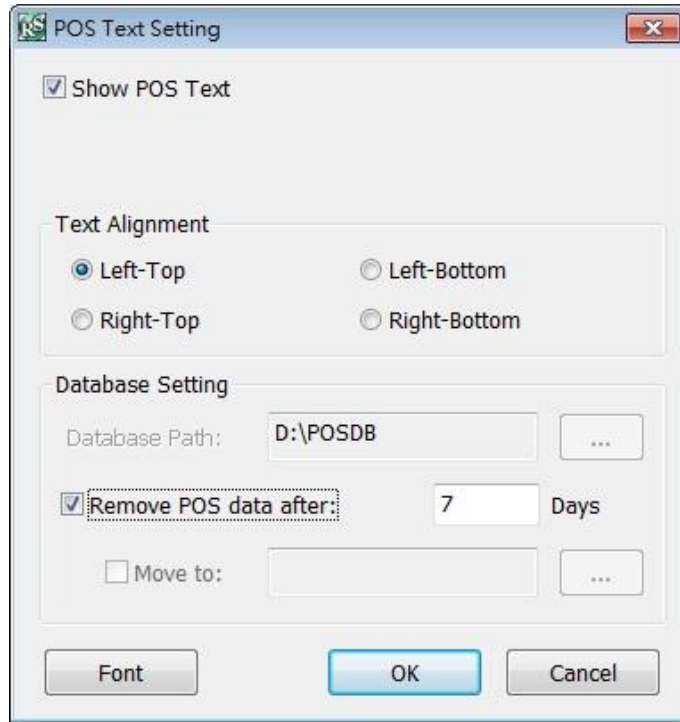 RS POS Text Setting
Show POS Text
Text Alignment
Left-Top Left-Bottom
Right-Top Right-Bottom
Database Setting
Database Path: D:\POSDB ...
Remove POS data after: 7 Days
Move to: ...
Font OK Cancel